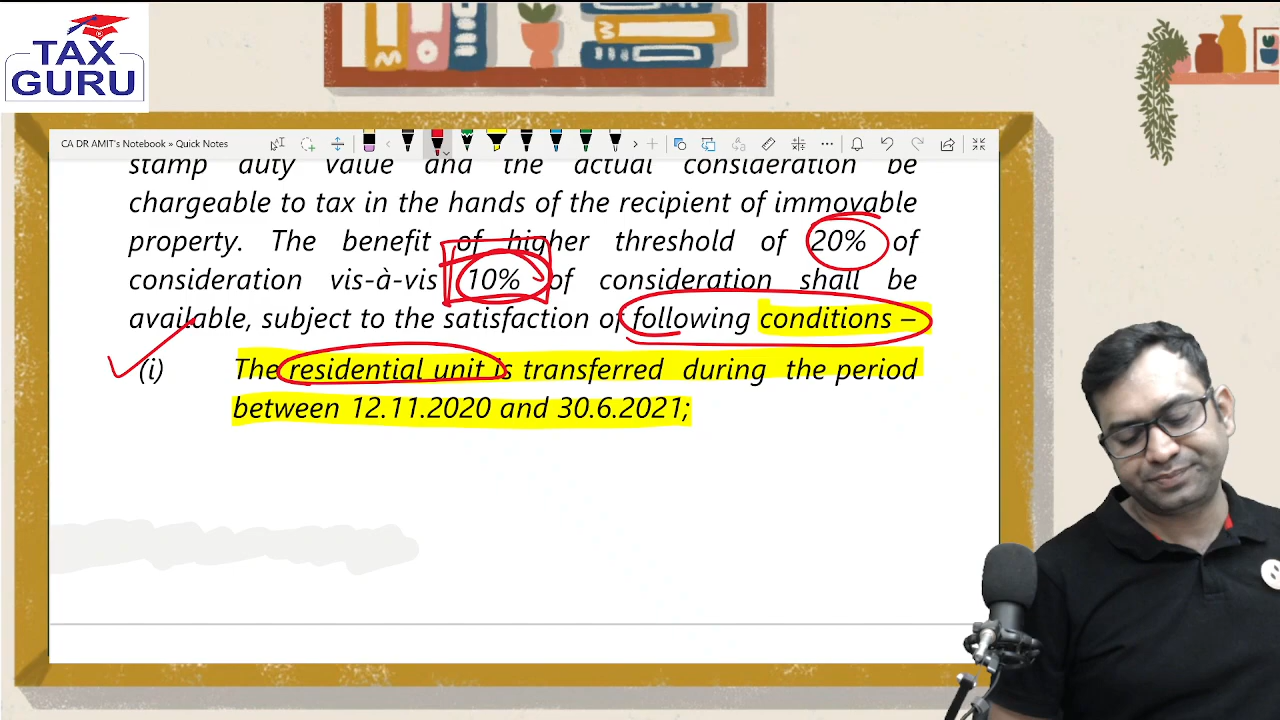 TAX
GURU
CA DR AMIT's Notebook » Quick Notes
stamp duty value and the actual consideration be
chargeable to tax in the hands of the recipient of immovable
property. The benefit of higher threshold of 20% of
consideration vis-à-vis 10% of consideration shall be
available, subject to the satisfaction of following conditions –
(i) The residential unit is transferred during the period
between 12.11.2020 and 30.6.2021;